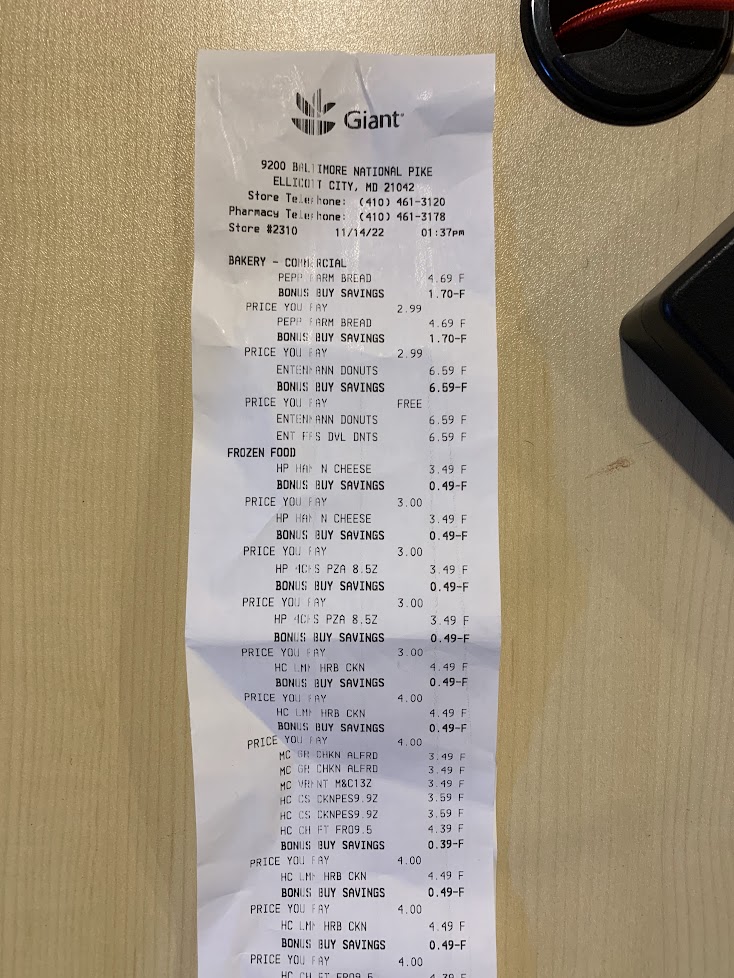 Giant
9200 BALTIMORE NATIONAL PIKE
ELLICOTT CITY, MD 21042
Store Telephone: (410) 461-3120
Pharmacy Telephone: (410) 461-3178
Store #2310 11/14/22 01:37pm
BAKERY - COMMERCIAL
PEPP FARM BREAD 4.69 F
BONUS BUY SAVINGS 1.70-F
PRICE YOU PAY 2.99
PEPP FARM BREAD 4.69 F
BONUS BUY SAVINGS 1.70-F
PRICE YOU PAY 2.99
ENTENMANN DONUTS 6.59 F
BONUS BUY SAVINGS 6.59-F
PRICE YOU PAY FREE
ENTENMANN DONUTS 6.59 F
ENT FRS DVL DNTS 6.59 F
FROZEN FOOD
HP HAM N CHEESE 3.49 F
BONUS BUY SAVINGS 0.49-F
PRICE YOU PAY 3.00
HP HAM N CHEESE 3.49 F
BONUS BUY SAVINGS 0.49-F
PRICE YOU PAY 3.00
HP 4CHS PZA 8.5Z 3.49 F
BONUS BUY SAVINGS 0.49-F
PRICE YOU PAY 3.00
HP 4CHS PZA 8.5Z 3.49 F
BONUS BUY SAVINGS 0.49-F
PRICE YOU PAY 3.00
HC LMN HRB CKN 4.49 F
BONUS BUY SAVINGS 0.49-F
PRICE YOU PAY 4.00
HC LMN HRB CKN 4.49 F
BONUS BUY SAVINGS 0.49-F
PRICE YOU PAY 4.00
MC GR CHKN ALFRD 3.49 F
MC GR CHKN ALFRD 3.49 F
MC VRMNT M&C13Z 3.49 F
HC CS CKNPES9.9Z 3.59 F
HC CS CKNPES9.9Z 3.59 F
HC CH FT FRO9.5 4.39 F
BONUS BUY SAVINGS 0.39-F
PRICE YOU PAY 4.00
HC LMN HRB CKN 4.49 F
BONUS BUY SAVINGS 0.49-F
PRICE YOU PAY 4.00
HC LMN HRB CKN 4.49 F
BONUS BUY SAVINGS 0.49-F
PRICE YOU PAY 4.00
HC CH FT FRO9.5 4.39 F